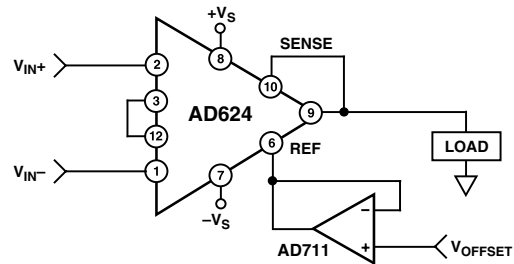 +VS
SENSE
VIN+
2
8
10
3
AD624
9
12
6
REF
LOAD
VIN−
1
7
−VS
−
AD711
+
VOFFSET